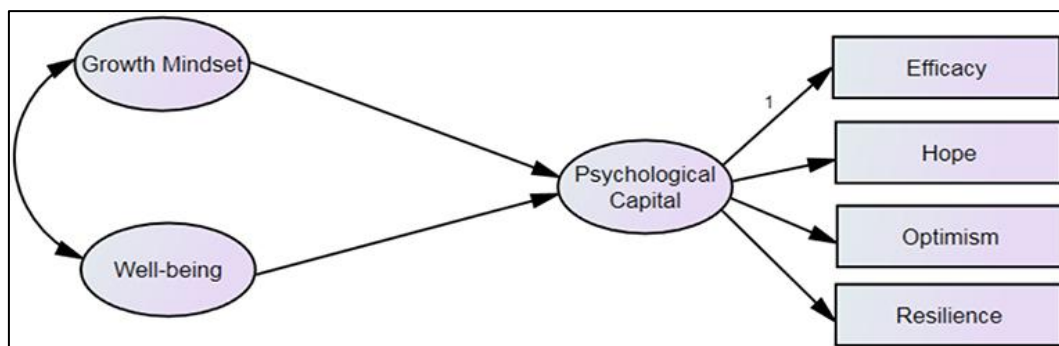 Growth Mindset
Well-being
Psychological
Capital
1
Efficacy
Hope
Optimism
Resilience